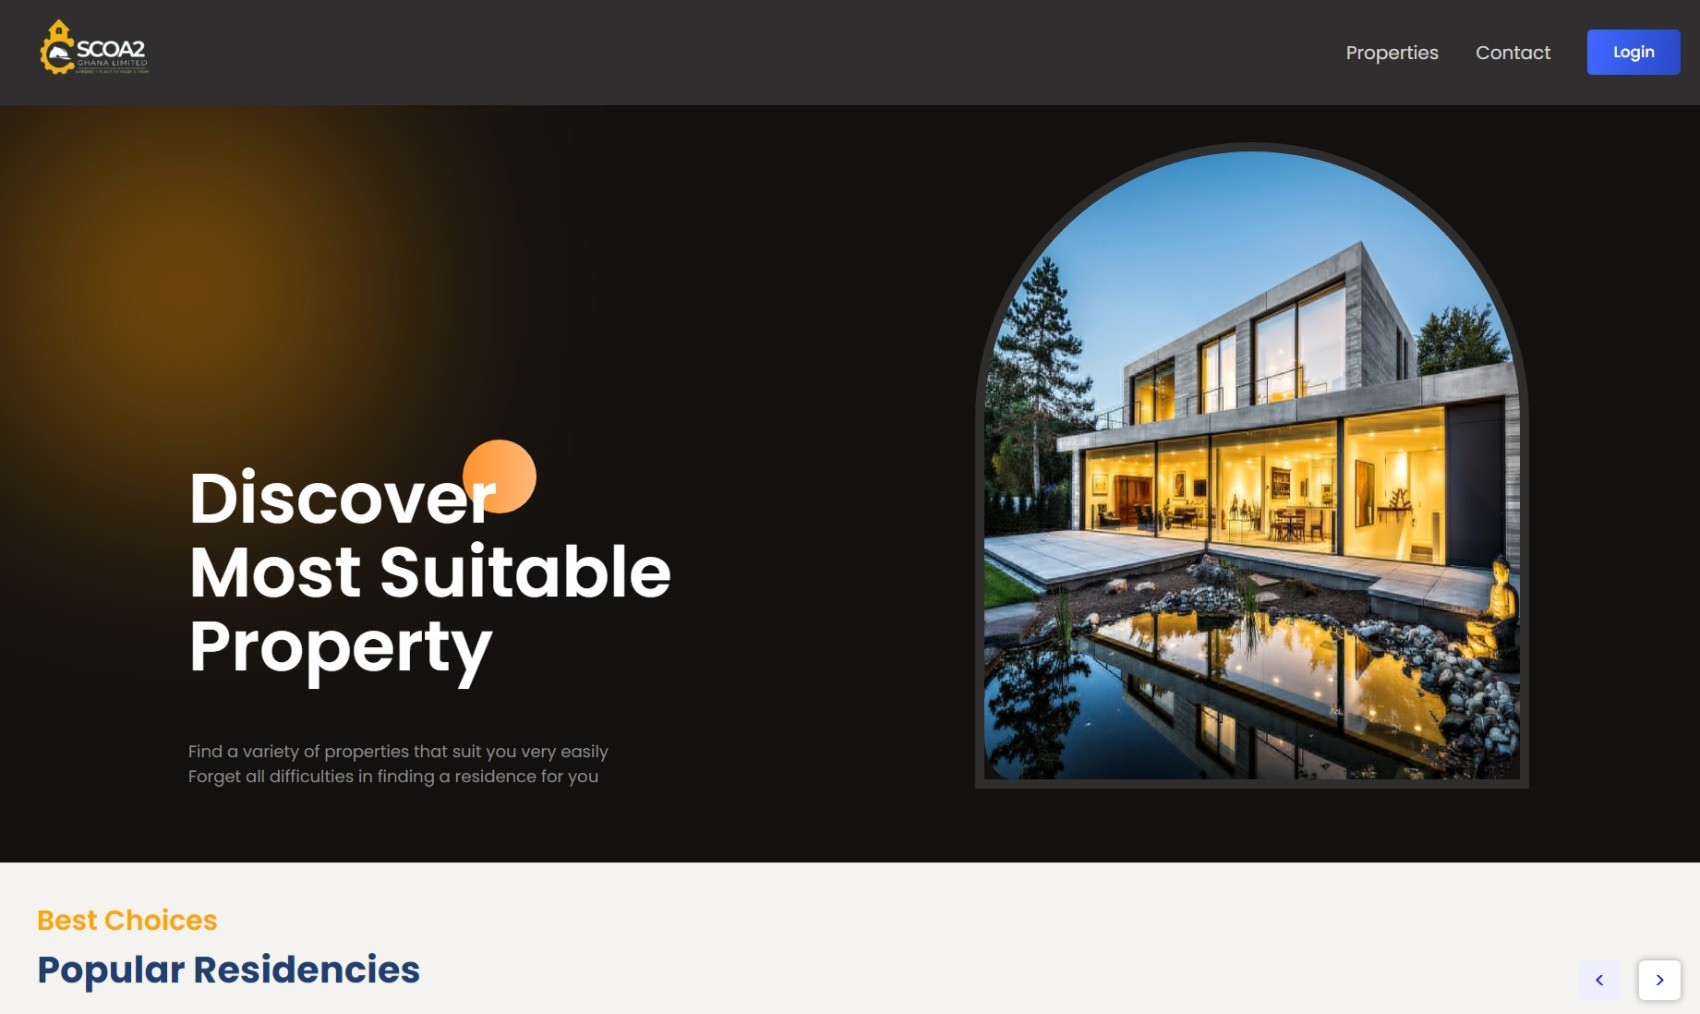 SCOA2
GHANA LIMITED
Properties
Contact
Login
Discover
Most Suitable
Property
Find a variety of properties that suit you very easily
Forget all difficulties in finding a residence for you
Best Choices
Popular Residencies